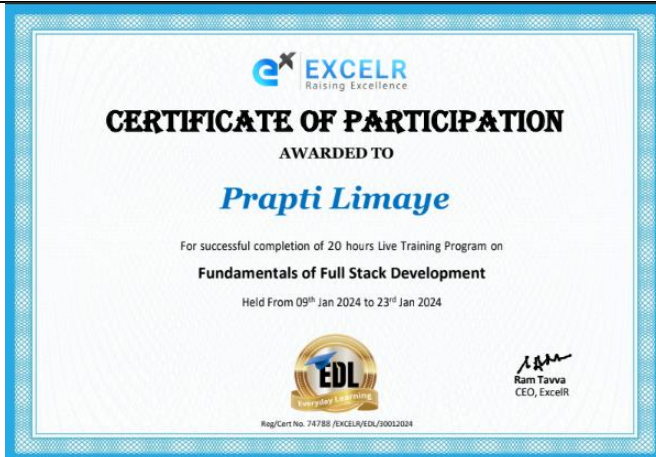 ex EXCELR
Raising Excellence
CERTIFICATE OF PARTICIPATION
AWARDED TO
Prapti Limaye
For successful completion of 20 hours Live Training Program on
Fundamentals of Full Stack Development
Held From 09th Jan 2024 to 23rd Jan 2024
EDL
Everyday Learning
Ram Tavva
CEO, ExcelR
Reg/Cert No. 74788 /EXCELR/EDL/30012024